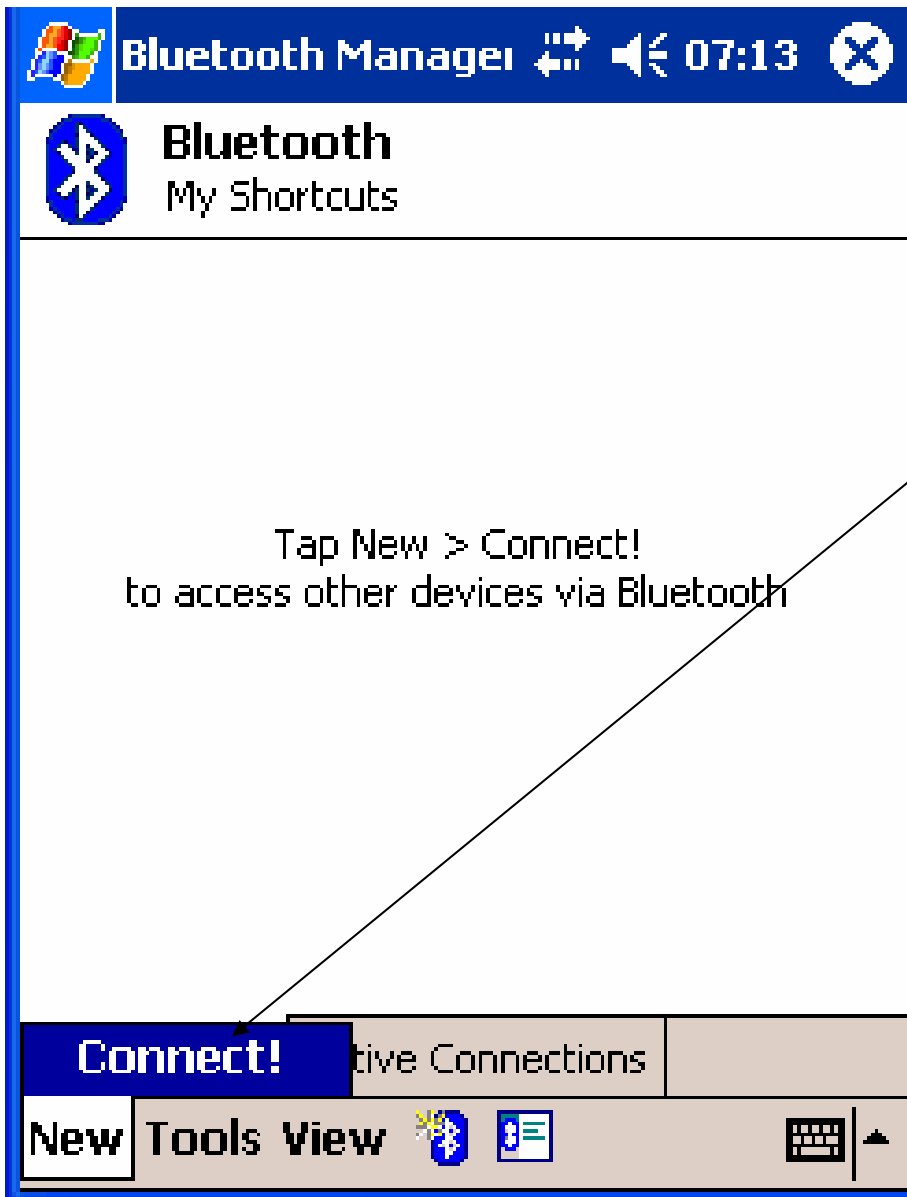 Bluetooth Manager 07:13
Bluetooth
My Shortcuts
Tap New > Connect!
to access other devices via Bluetooth
Connect! tive Connections
New Tools View